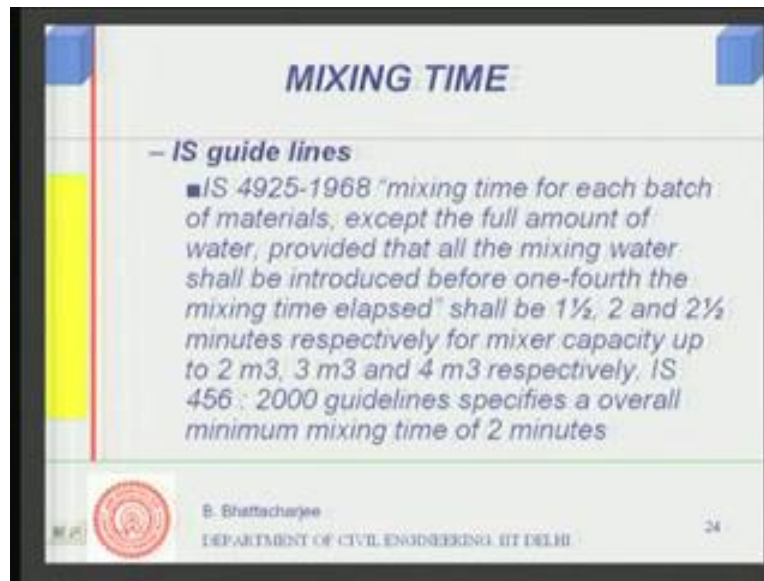 MIXING TIME
– IS guide lines
■IS 4925-1968 "mixing time for each batch
of materials, except the full amount of
water, provided that all the mixing water
shall be introduced before one-fourth the
mixing time elapsed" shall be 1½, 2 and 2½
minutes respectively for mixer capacity up
to 2 m3, 3 m3 and 4 m3 respectively. IS
456 : 2000 guidelines specifies a overall
minimum mixing time of 2 minutes
B. Bhattacharjee
DEPARTMENT OF CIVIL ENGINEERING, IIT DELHI
24